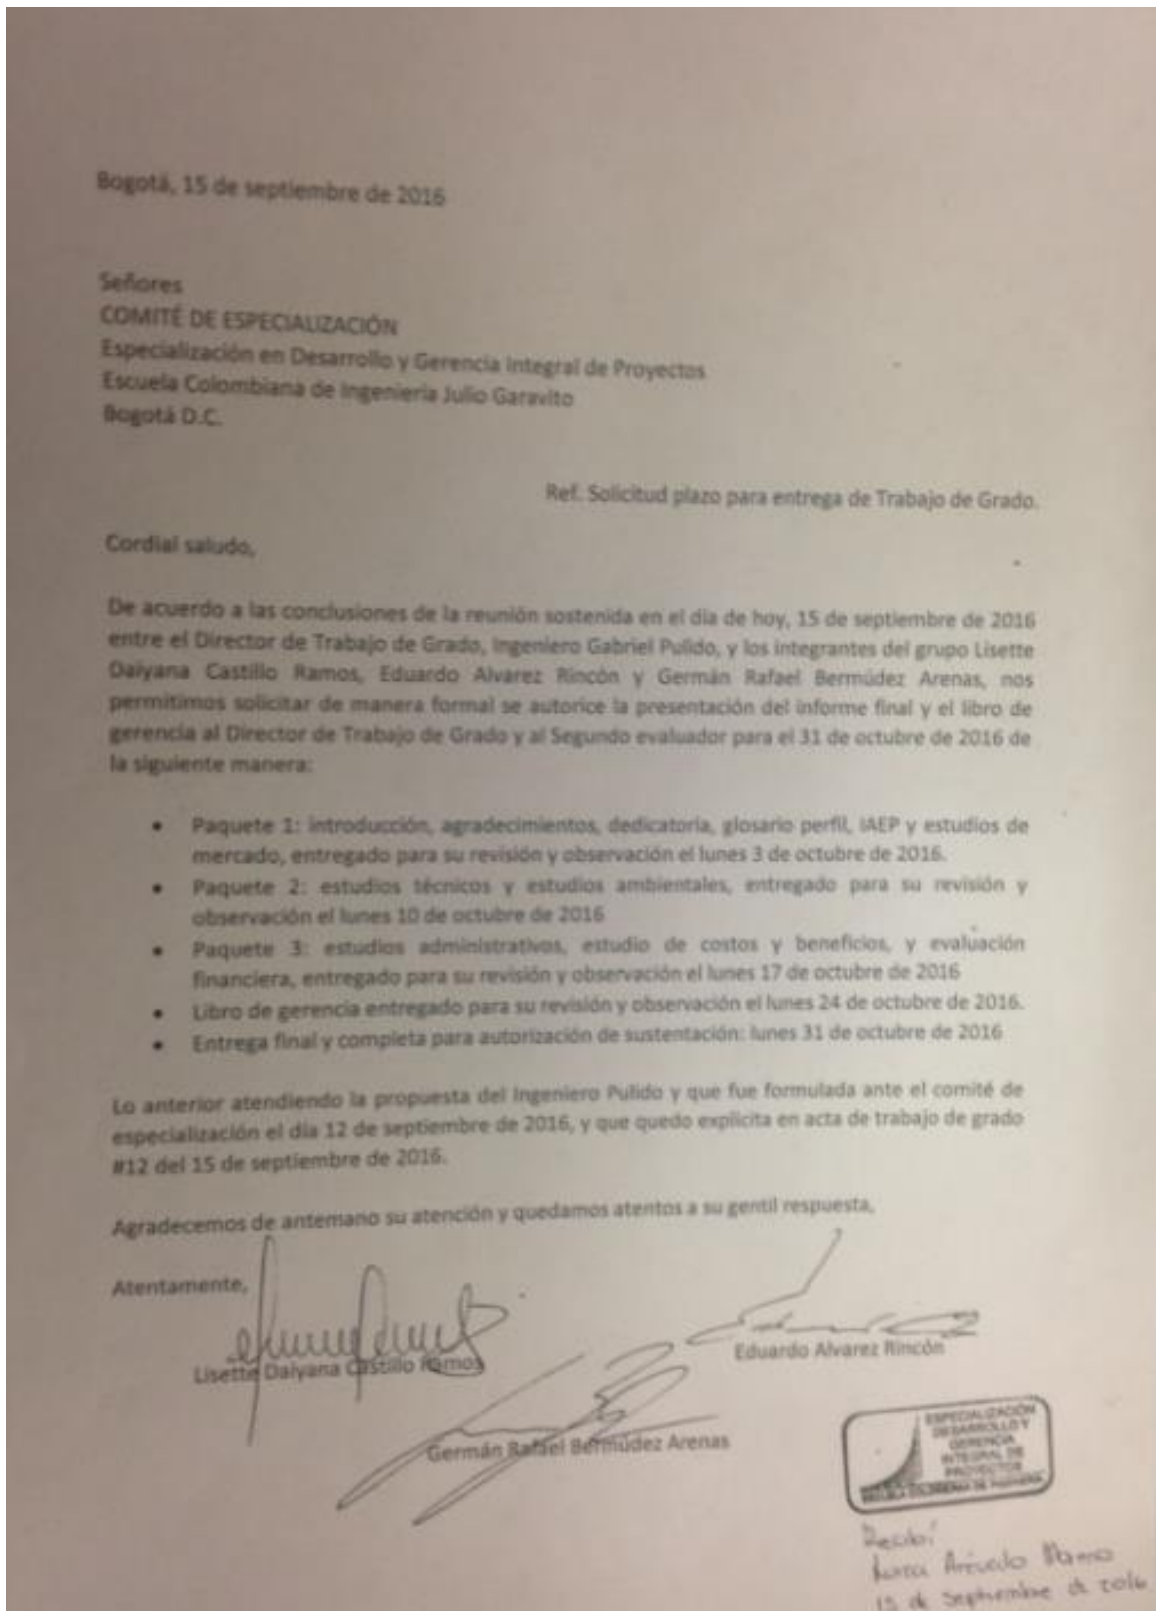 Bogotá, 15 de septiembre de 2016
Señores
COMITÉ DE ESPECIALIZACIÓN
Especialización en Desarrollo y Gerencia Integral de Proyectos
Escuela Colombiana de Ingeniería Julio Garavito
Bogotá D.C.
Ref. Solicitud plazo para entrega de Trabajo de Grado.
Cordial saludo,
De acuerdo a las conclusiones de la reunión sostenida en el día de hoy, 15 de septiembre de 2016
entre el Director de Trabajo de Grado, Ingeniero Gabriel Pulido, y los integrantes del grupo Lisette
Daiyana Castillo Ramos, Eduardo Alvarez Rincón y Germán Rafael Bermúdez Arenas, nos
permitimos solicitar de manera formal se autorice la presentación del informe final y el libro de
gerencia al Director de Trabajo de Grado y al Segundo evaluador para el 31 de octubre de 2016 de
la siguiente manera:
• Paquete 1: introducción, agradecimientos, dedicatoria, glosario perfil, IAEP y estudios de
mercado, entregado para su revisión y observación el lunes 3 de octubre de 2016.
• Paquete 2: estudios técnicos y estudios ambientales, entregado para su revisión y
observación el lunes 10 de octubre de 2016
• Paquete 3: estudios administrativos, estudio de costos y beneficios, y evaluación
financiera, entregado para su revisión y observación el lunes 17 de octubre de 2016
• Libro de gerencia entregado para su revisión y observación el lunes 24 de octubre de 2016.
• Entrega final y completa para autorización de sustentación: lunes 31 de octubre de 2016
Lo anterior atendiendo la propuesta del Ingeniero Pulido y que fue formulada ante el comité de
especialización el día 12 de septiembre de 2016, y que quedo explicita en acta de trabajo de grado
#12 del 15 de septiembre de 2016.
Agradecemos de antemano su atención y quedamos atentos a su gentil respuesta,
Atentamente,
Eduardo Alvarez Rincón
Lisette Daiyana Castillo Ramos
Germán Rafael Bermúdez Arenas
ESPECIALIZACIÓN
DESARROLLO Y
GERENCIA
INTEGRAL DE
PROYECTOS
ESCUELA COLOMBIANA DE INGENIERÍA
Recibí
15 de Septiembre de 2016